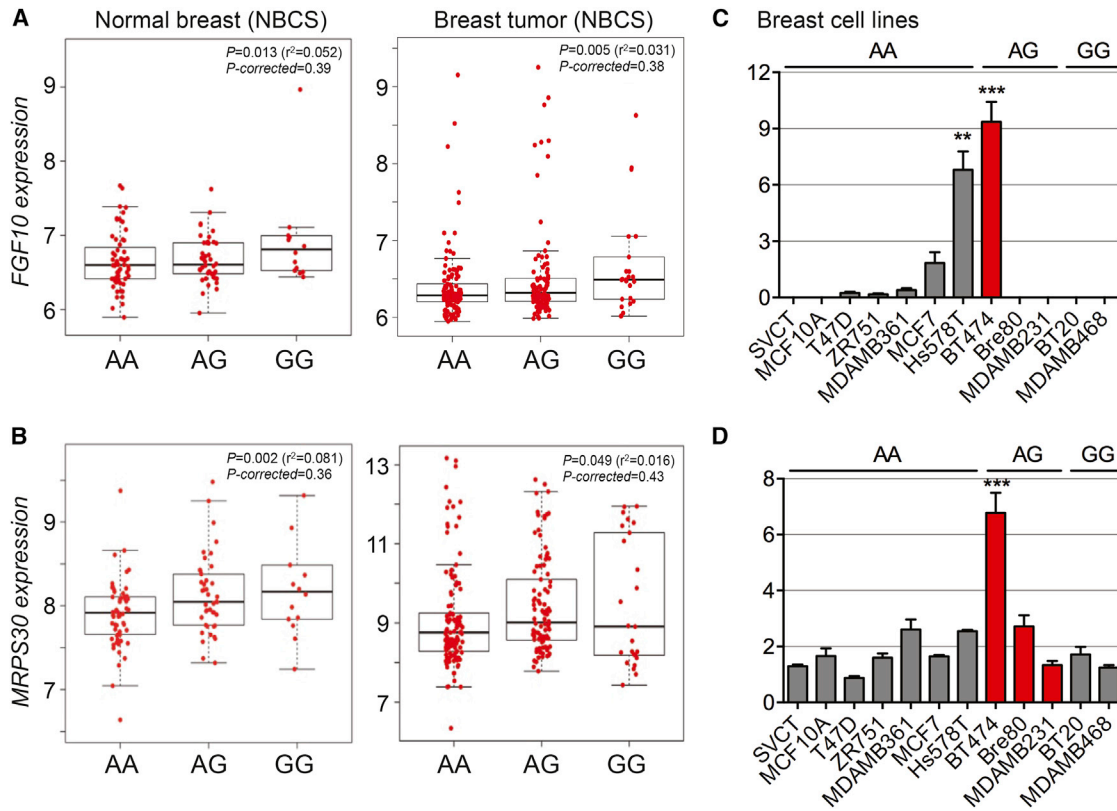 A
Normal breast (NBCS)
Breast tumor (NBCS)
P=0.013 (r²=0.052)
P-corrected=0.39
P=0.005 (r²=0.031)
P-corrected=0.38
FGF10 expression
9
8
7
6
9
8
7
6
AA AG GG
AA AG GG
B
P=0.002 (r²=0.081)
P-corrected=0.36
P=0.049 (r²=0.016)
P-corrected=0.43
MRPS30 expression
9
8
7
13
11
9
7
AA AG GG
AA AG GG
C Breast cell lines
AA AG GG
12
9
6
3
0
** ***
SVCT MCF10A T47D ZR751 MDAMB361 MCF7 Hs578T BT474 Bre80 MDAMB231 BT20 MDAMB468
D
AA AG GG
8
6
4
2
0
***
SVCT MCF10A T47D ZR751 MDAMB361 MCF7 Hs578T BT474 Bre80 MDAMB231 BT20 MDAMB468